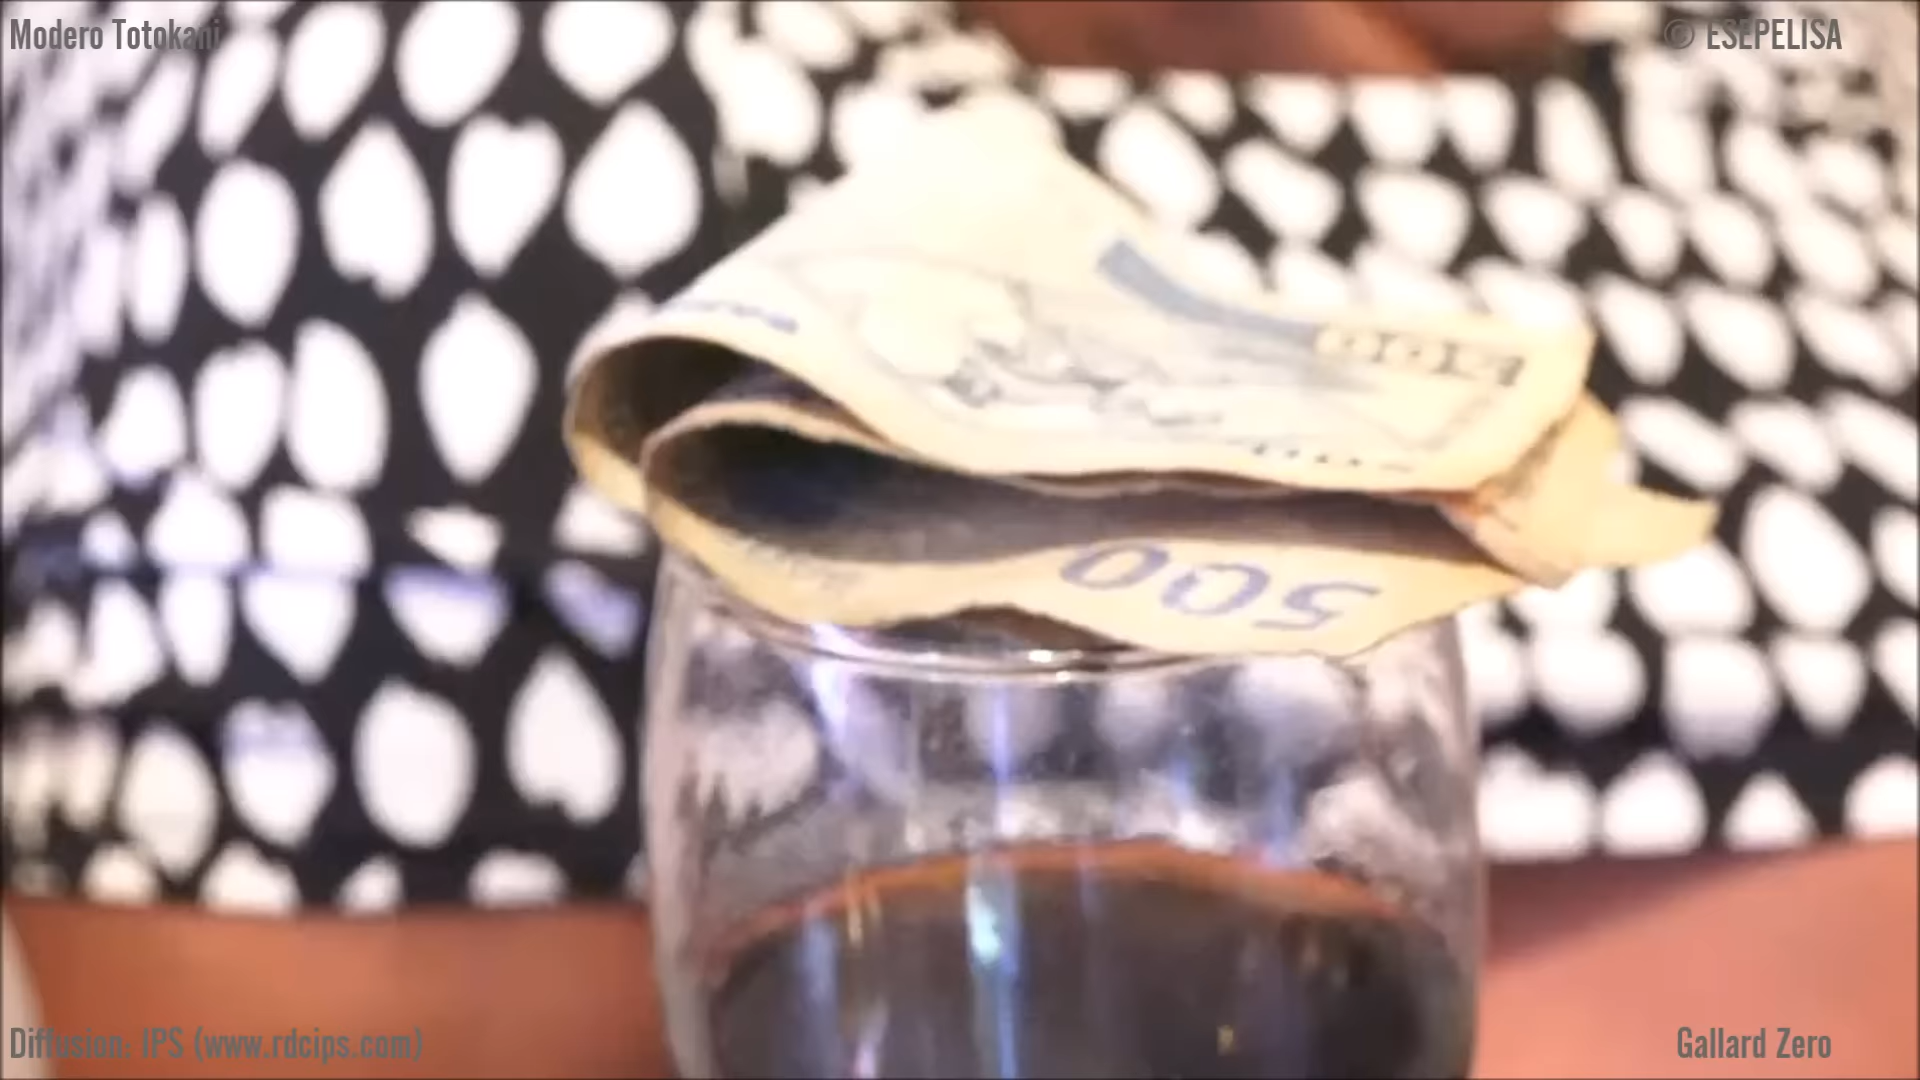 Modero Totokani
© ESEPELISA
500
Diffusion: IPS (www.rdcips.com)
Gallard Zero